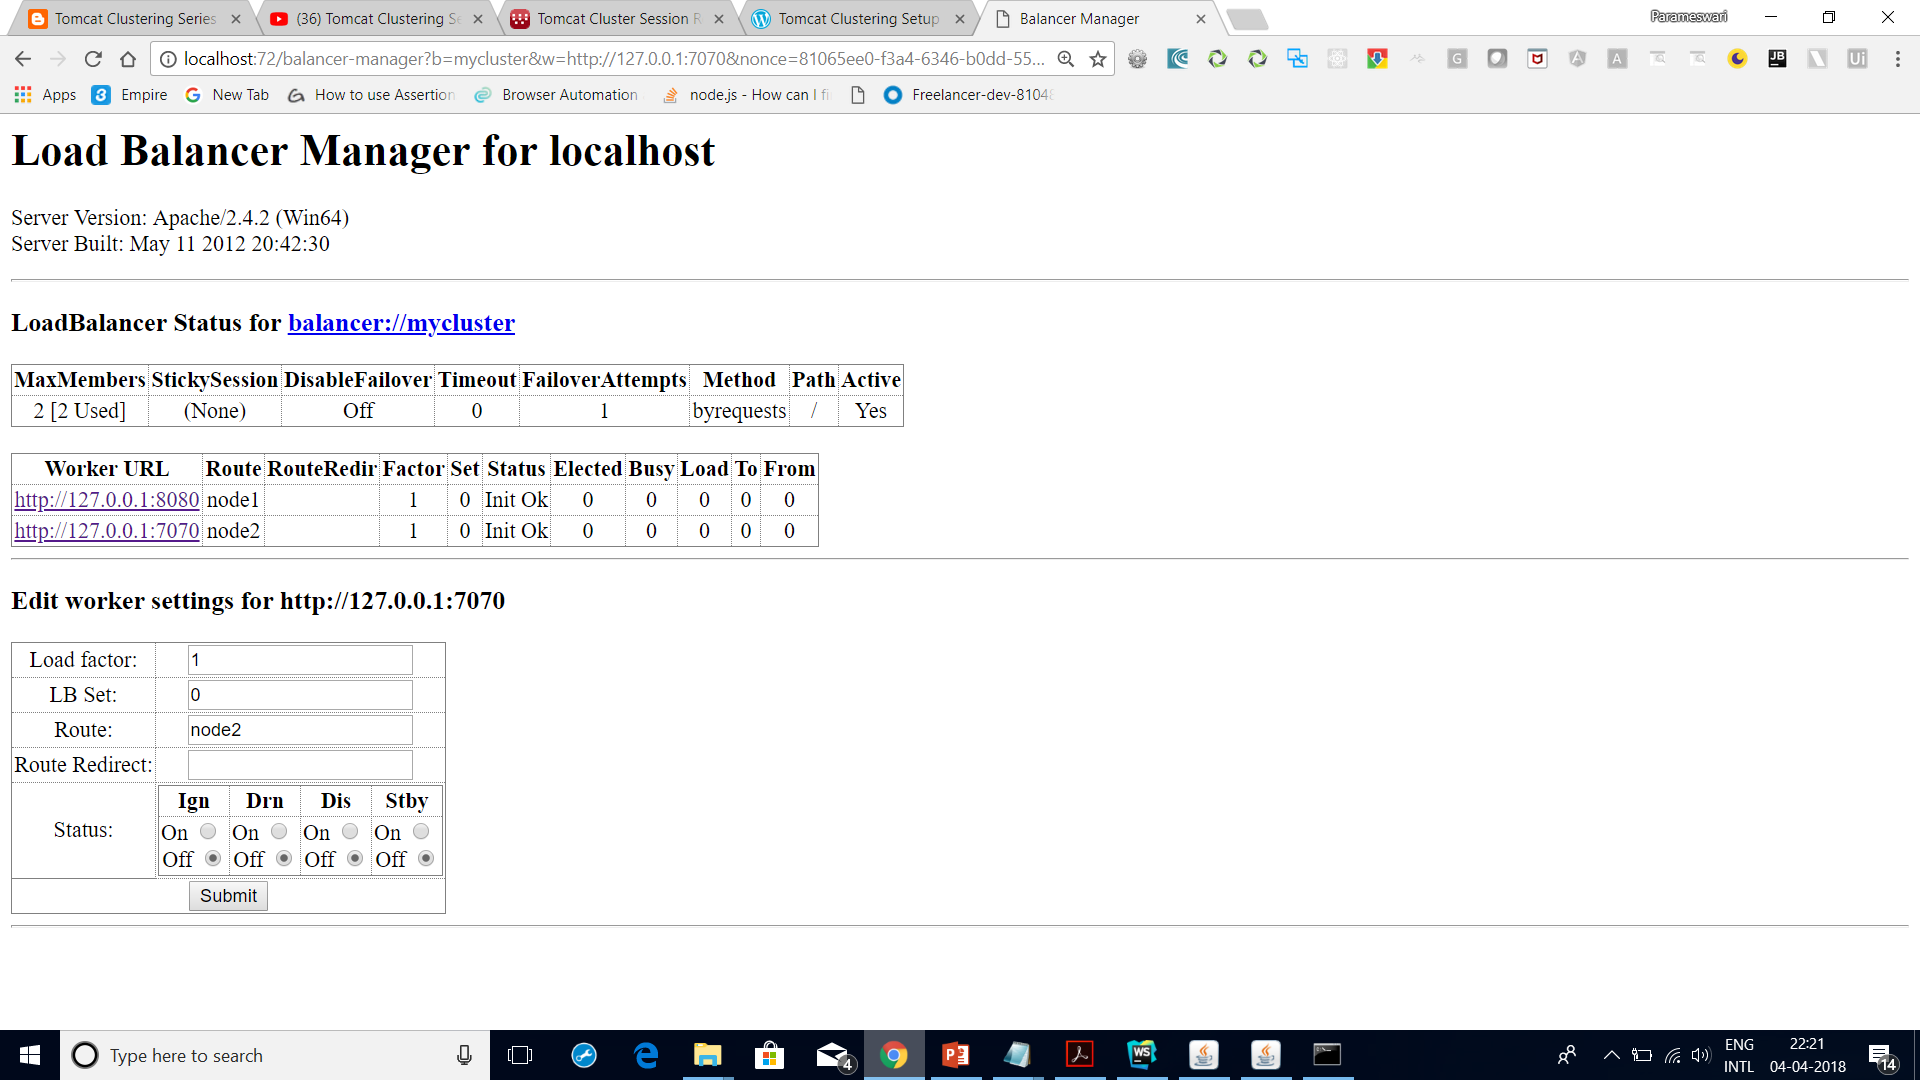 Tomcat Clustering Series
(36) Tomcat Clustering Se
Tomcat Cluster Session R
Tomcat Clustering Setup
Balancer Manager
Parameswari
localhost:72/balancer-manager?b=mycluster&w=http://127.0.0.1:7070&nonce=81065ee0-f3a4-6346-b0dd-55...
Apps Empire New Tab How to use Assertion Browser Automation node.js - How can I fi Freelancer-dev-81048
Load Balancer Manager for localhost
Server Version: Apache/2.4.2 (Win64)
Server Built: May 11 2012 20:42:30
LoadBalancer Status for balancer://mycluster
MaxMembers StickySession DisableFailover Timeout FailoverAttempts Method Path Active
2 [2 Used] (None) Off 0 1 byrequests / Yes
Worker URL Route RouteRedir Factor Set Status Elected Busy Load To From
http://127.0.0.1:8080 node1 1 0 Init Ok 0 0 0 0 0
http://127.0.0.1:7070 node2 1 0 Init Ok 0 0 0 0 0
Edit worker settings for http://127.0.0.1:7070
Load factor: 1
LB Set: 0
Route: node2
Route Redirect:
Status:
Ign Drn Dis Stby
On On On On
Off Off Off Off
Submit
Type here to search
4
ENG
INTL
22:21
04-04-2018
14